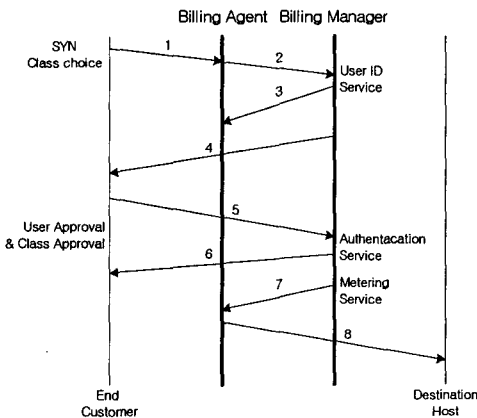 Billing Agent Billing Manager
SYN
Class choice
1
2
User ID
Service
3
4
5
User Approval
& Class Approval
Authentacation
Service
6
7
Metering
Service
8
End
Customer
Destination
Host